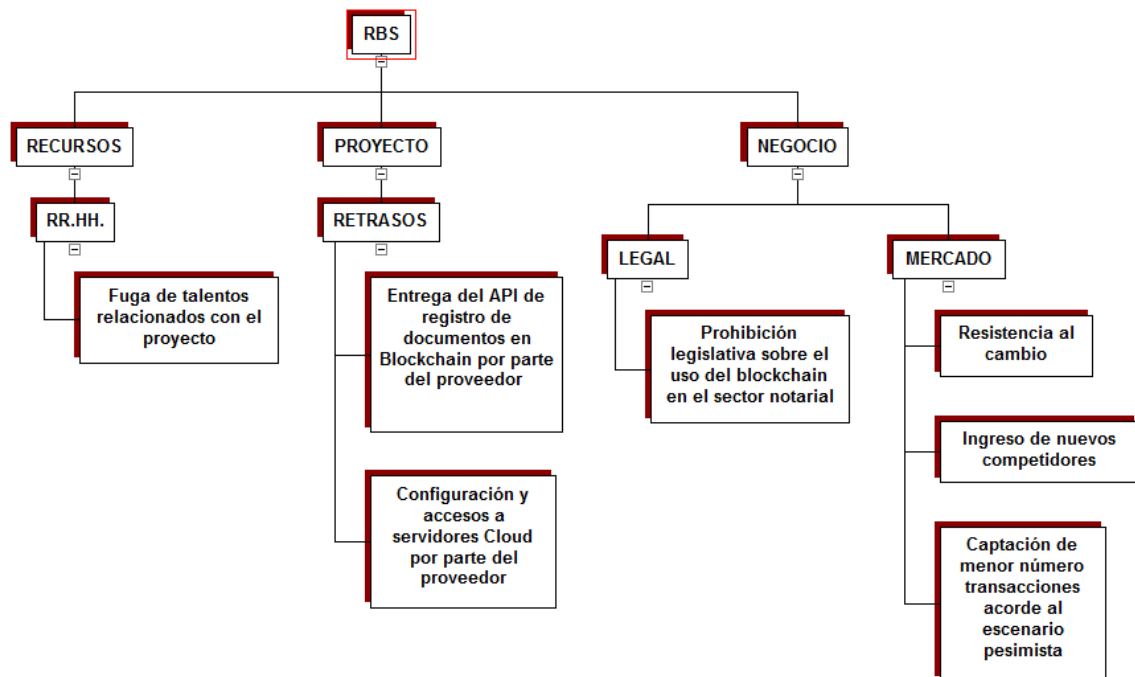 RBS
RECURSOS
PROYECTO
NEGOCIO
RR.HH.
RETRASOS
LEGAL
MERCADO
Fuga de talentos
relacionados con el
proyecto
Entrega del API de
registro de
documentos en
Blockchain por parte
del proveedor
Configuración y
accesos a
servidores Cloud
por parte del
proveedor
Prohibición
legislativa sobre el
uso del blockchain
en el sector notarial
Resistencia al
cambio
Ingreso de nuevos
competidores
Captación de
menor número
transacciones
acorde al
escenario
pesimista